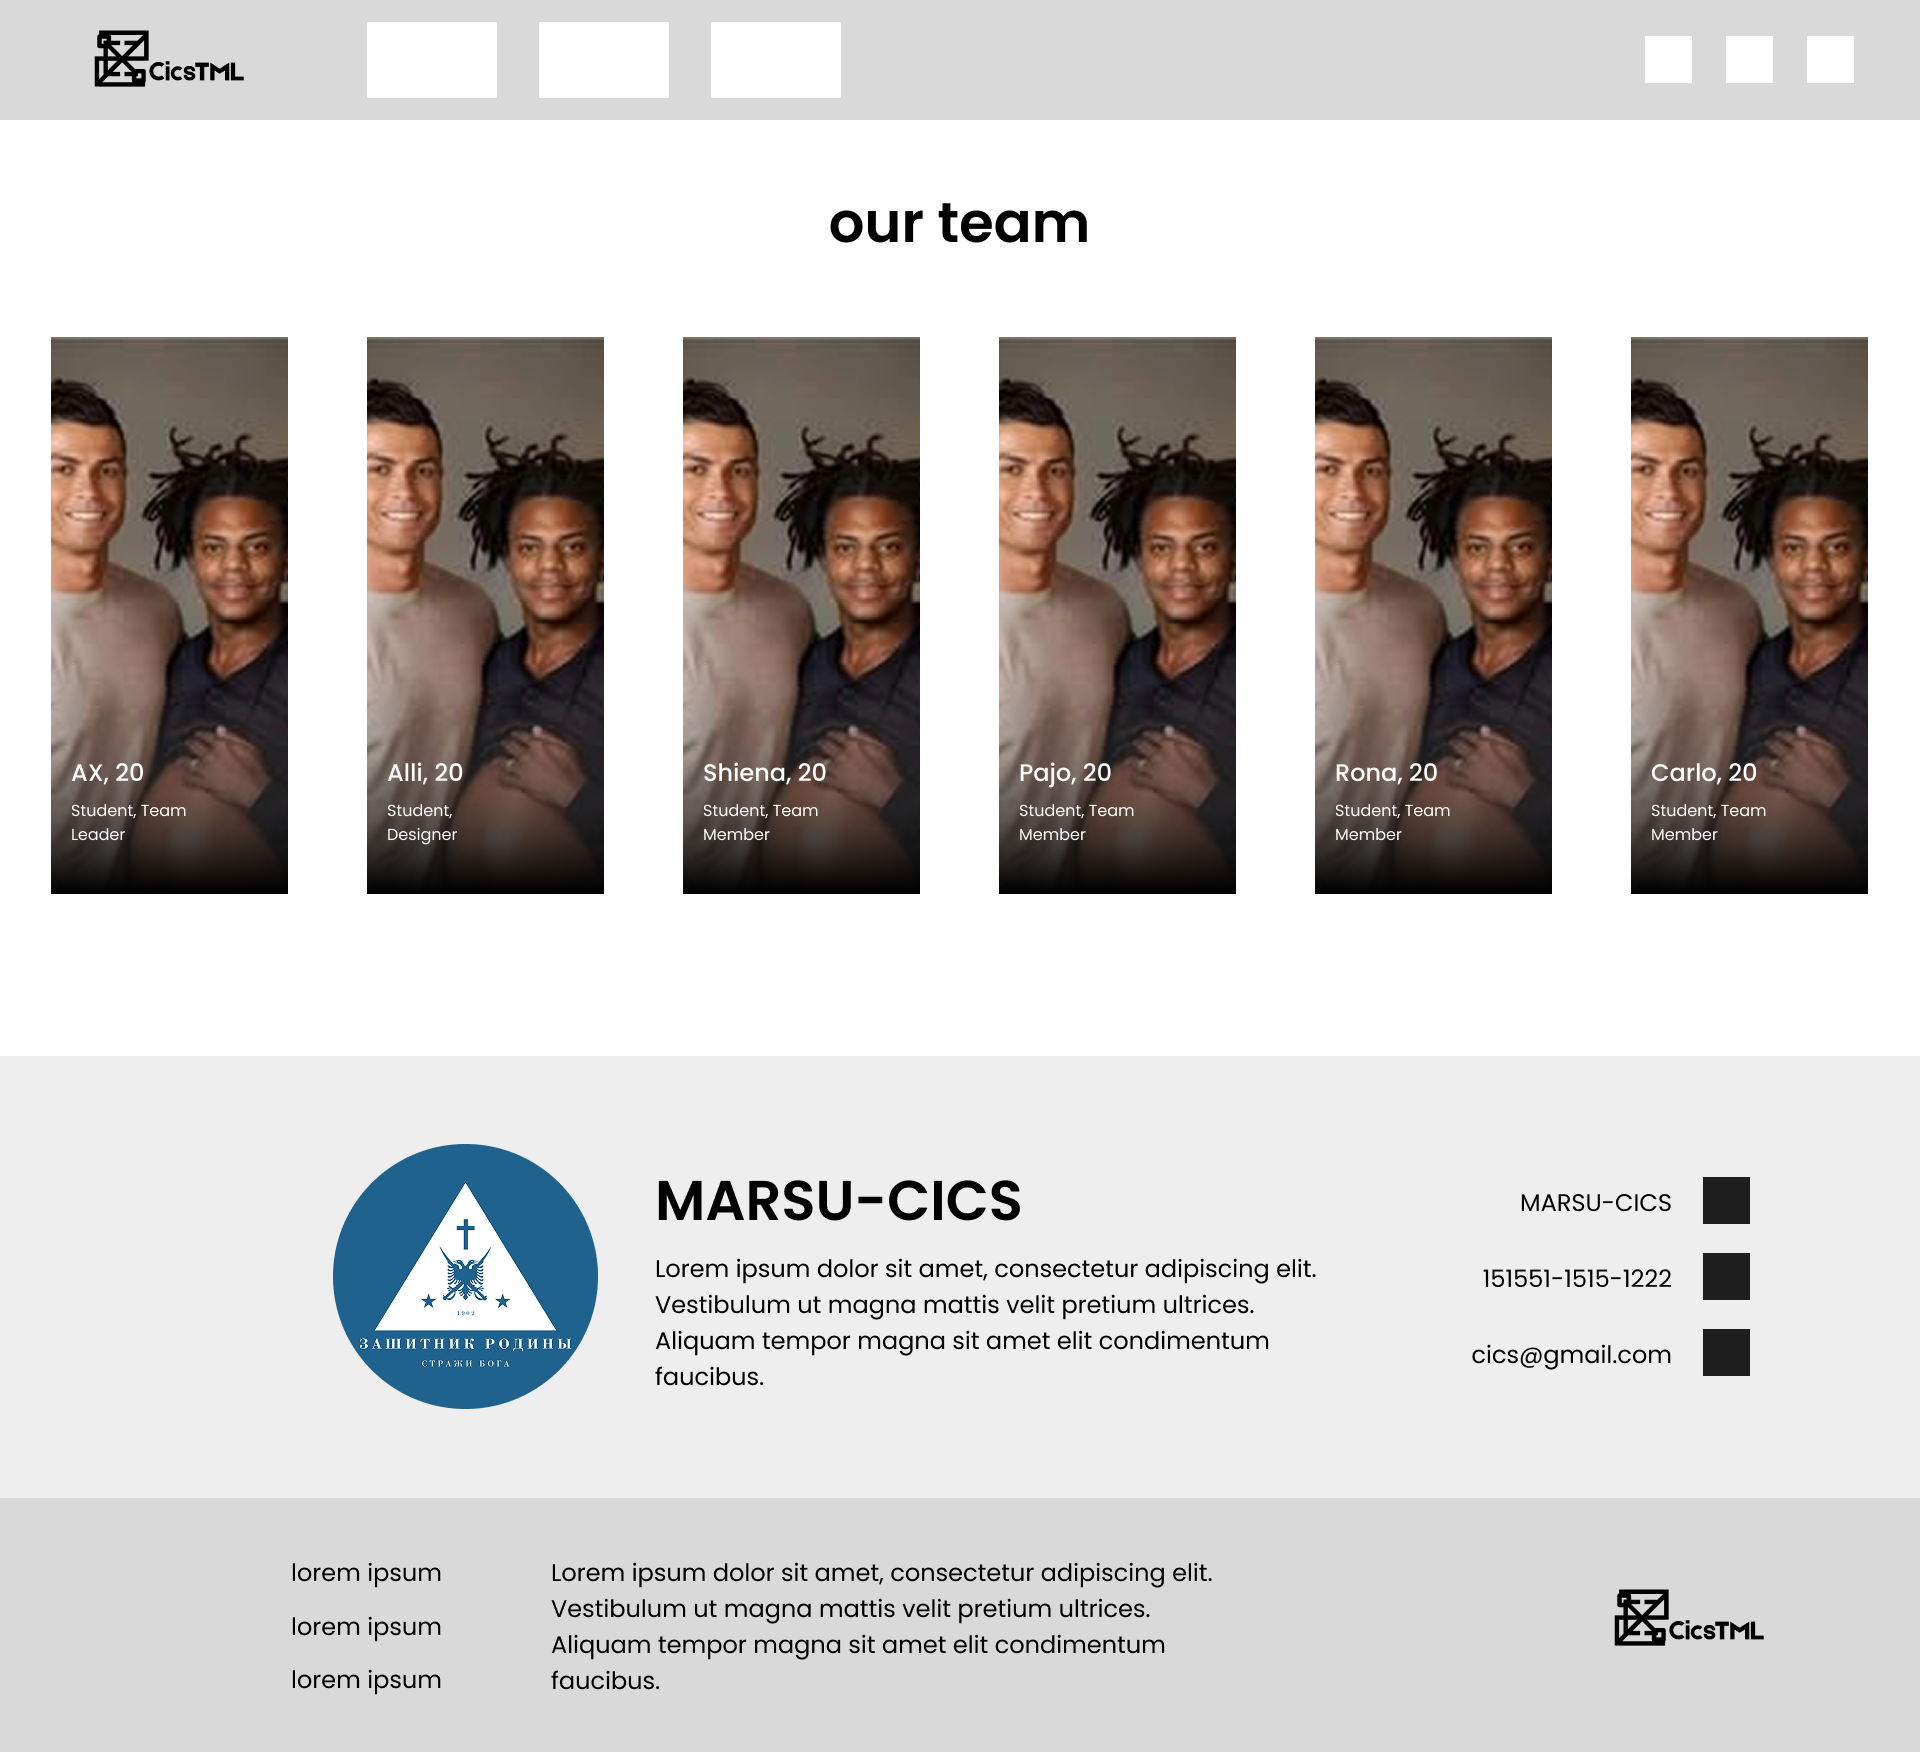 CicsTML
our team
AX, 20
Student, Team
Leader
Alli, 20
Student,
Designer
Shiena, 20
Student, Team
Member
Pajo, 20
Student, Team
Member
Rona, 20
Student, Team
Member
Carlo, 20
Student, Team
Member
1902
ЗАШИТНИК РОДИНЫ
СТРАЖИ БОГА
MARSU-CICS
Lorem ipsum dolor sit amet, consectetur adipiscing elit.
Vestibulum ut magna mattis velit pretium ultrices.
Aliquam tempor magna sit amet elit condimentum
faucibus.
MARSU-CICS
151551-1515-1222
cics@gmail.com
lorem ipsum
lorem ipsum
lorem ipsum
Lorem ipsum dolor sit amet, consectetur adipiscing elit.
Vestibulum ut magna mattis velit pretium ultrices.
Aliquam tempor magna sit amet elit condimentum
faucibus.
CicsTML